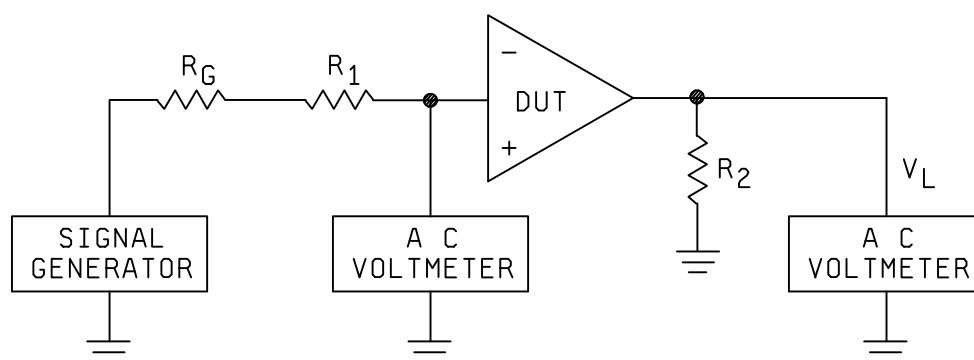 R_G
R_1
−
DUT
+
R_2
V_L
SIGNAL
GENERATOR
A C
VOLTMETER
A C
VOLTMETER